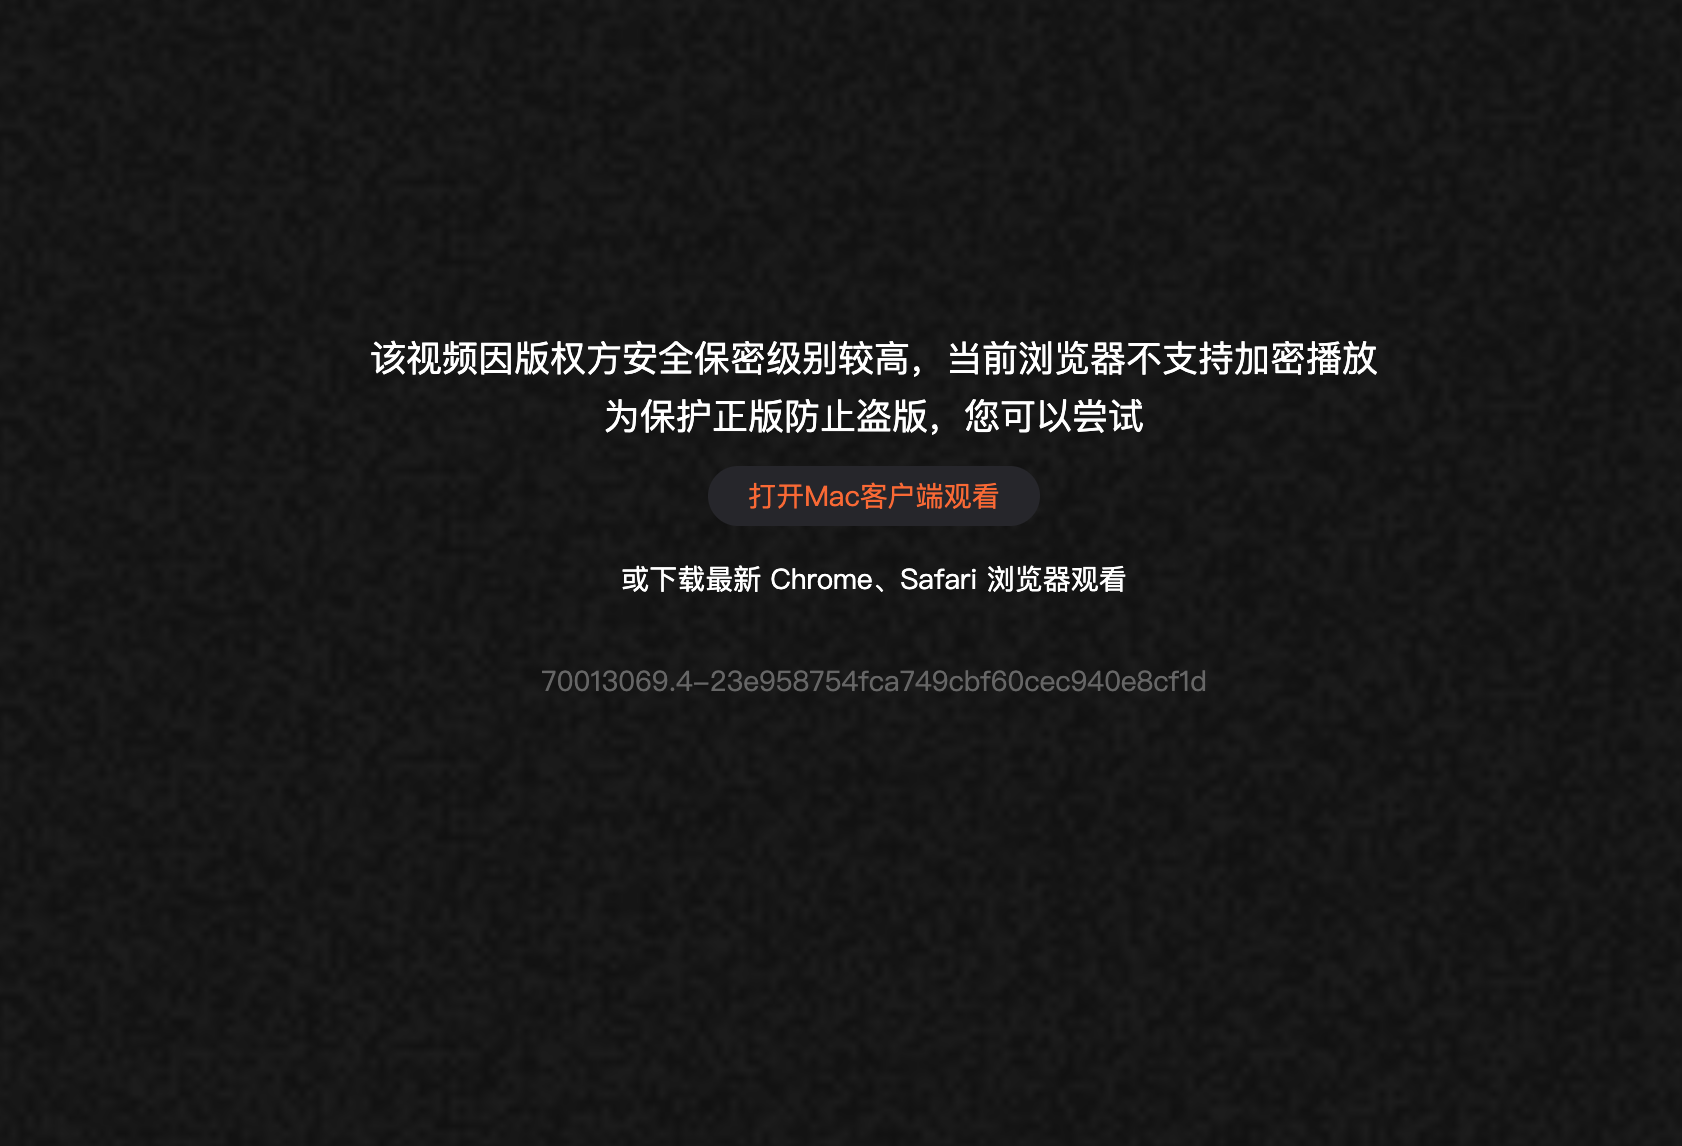 该视频因版权方安全保密级别较高，当前浏览器不支持加密播放
为保护正版防止盗版，您可以尝试
打开Mac客户端观看
或下载最新 Chrome、Safari 浏览器观看
70013069.4-23e958754fca749cbf60cec940e8cf1d